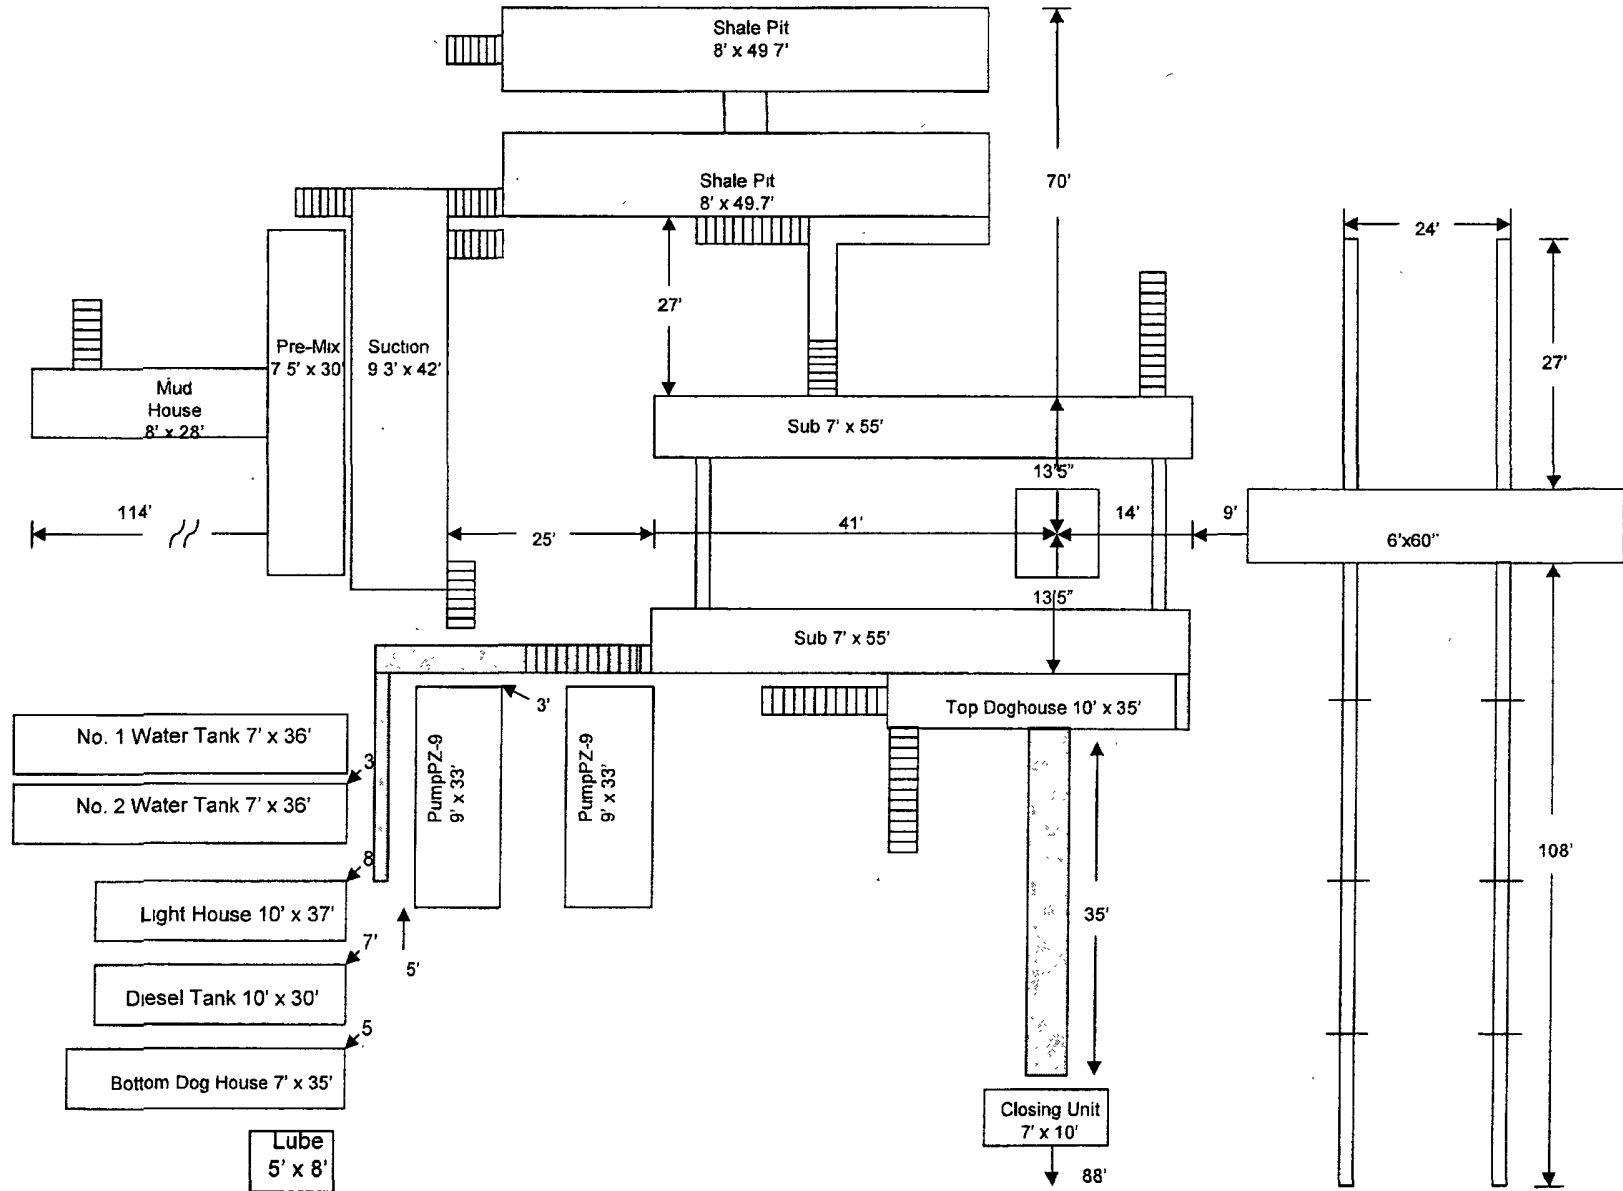 Shale Pit
8' x 49 7'
Shale Pit
8' x 49.7'
70'
24'
27'
27'
Pre-Mix
7 5' x 30'
Suction
9 3' x 42'
Mud
House
8' x 28'
Sub 7' x 55'
13'5"
114'
25'
41'
14'
9'
6'x60"
13'5"
Sub 7' x 55'
3'
Top Doghouse 10' x 35'
No. 1 Water Tank 7' x 36'
3
No. 2 Water Tank 7' x 36'
PumpPZ-9
9' x 33'
PumpPZ-9
9' x 33'
8
Light House 10' x 37'
108'
35'
7'
5'
Diesel Tank 10' x 30'
5
Bottom Dog House 7' x 35'
Closing Unit
7' x 10'
Lube
5' x 8'
88'